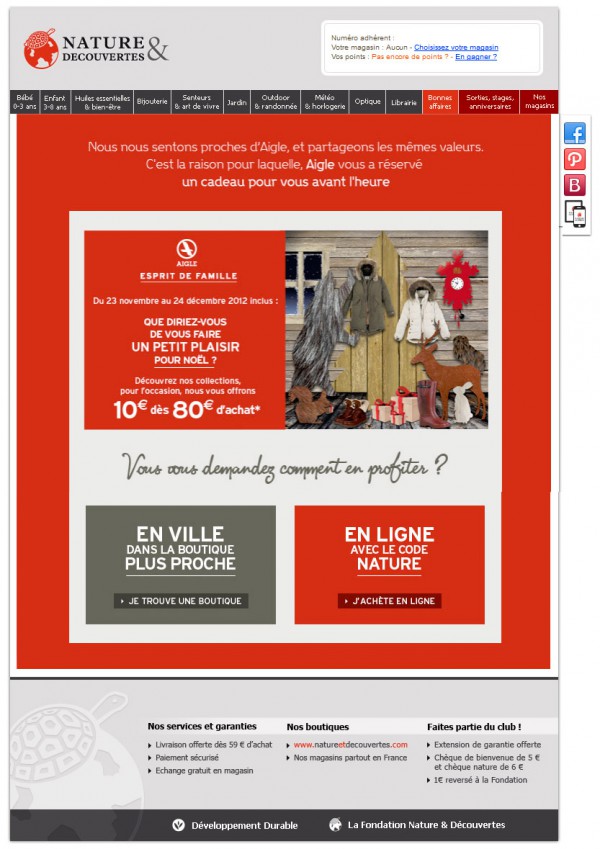 NATURE &
DECOUVERTES
Numéro adhérent :
Votre magasin : Aucun - Choisissez votre magasin
Vos points : Pas encore de points ? - En gagner ?
Bébé
0-3 ans
Enfant
3-8 ans
Huiles essentielles
& bien-être
Bijouterie
Senteurs
& art de vivre
Jardin
Outdoor
& randonnée
Météo
& horlogerie
Optique
Librairie
Bonnes
affaires
Sorties, stages,
anniversaires
Nos
magasins
Nous nous sentons proches d'Aigle, et partageons les mêmes valeurs.
C'est la raison pour laquelle, Aigle vous a réservé
un cadeau pour vous avant l'heure
AIGLE
ESPRIT DE FAMILLE
Du 23 novembre au 24 décembre 2012 inclus :
QUE DIRIEZ-VOUS
DE VOUS FAIRE
UN PETIT PLAISIR
POUR NOËL ?
Découvrez nos collections,
pour l'occasion, nous vous offrons
10€ dès 80€ d'achat*
Vous vous demandez comment en profiter ?
EN VILLE
DANS LA BOUTIQUE
PLUS PROCHE
JE TROUVE UNE BOUTIQUE
EN LIGNE
AVEC LE CODE
NATURE
J'ACHÈTE EN LIGNE
Nos services et garanties
Livraison offerte dès 59 € d'achat
Paiement sécurisé
Echange gratuit en magasin
Nos boutiques
www.natureetdecouvertes.com
Nos magasins partout en France
Faites partie du club !
Extension de garantie offerte
Chèque de bienvenue de 5 €
et chèque nature de 6 €
1€ reversé à la Fondation
Développement Durable
La Fondation Nature & Découvertes